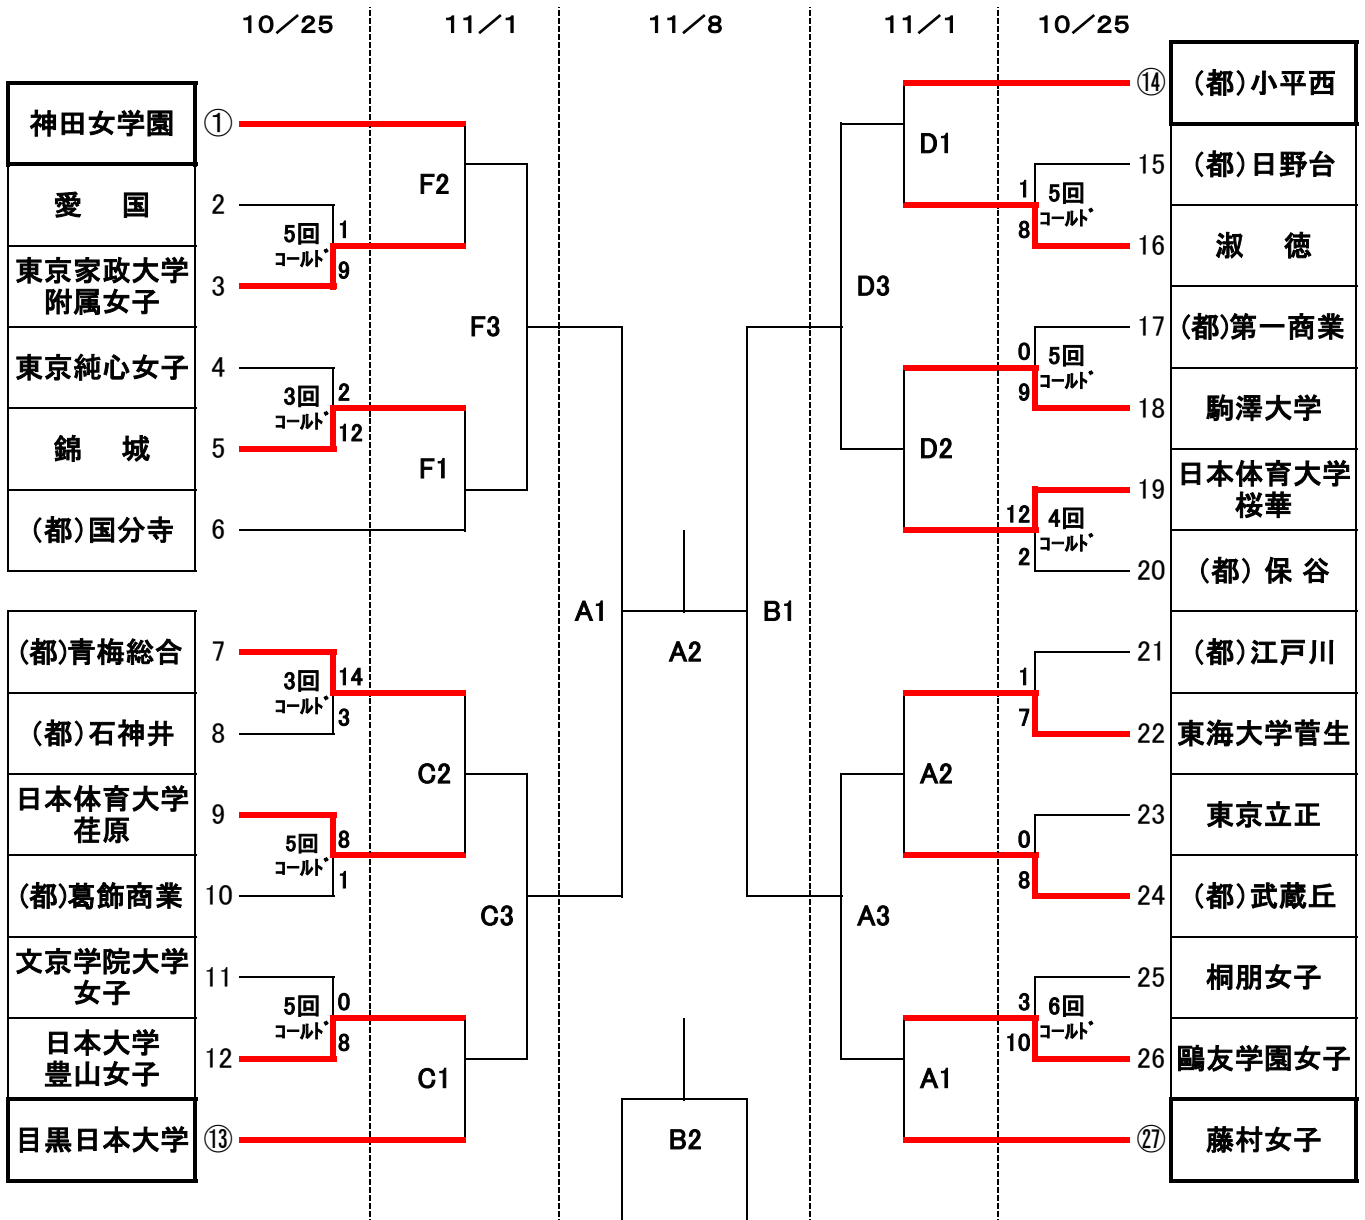 10／25 11／1 11／8 11／1 10／25
神田女学園 ①
愛 国 2
東京家政大学
附属女子 3
東京純心女子 4
錦 城 5
(都)国分寺 6
5回
コールド
1
9
3回
コールド
2
12
F2
F1
F3
(都)青梅総合 7
(都)石神井 8
日本体育大学
荏原 9
(都)葛飾商業 10
文京学院大学
女子 11
日本大学
豊山女子 12
目黒日本大学 ⑬
3回
コールド
14
3
5回
コールド
8
1
5回
コールド
0
8
C2
C1
C3
A1
A2
B1
B2
⑭ (都)小平西
15 (都)日野台
16 淑 徳
17 (都)第一商業
18 駒澤大学
19 日本体育大学
桜華
20 (都) 保 谷
21 (都)江戸川
22 東海大学菅生
23 東京立正
24 (都)武蔵丘
25 桐朋女子
26 鷗友学園女子
㉗ 藤村女子
1
8
5回
コールド
0
9
5回
コールド
12
2
4回
コールド
1
7
0
8
3
10
6回
コールド
D1
D3
D2
A2
A3
A1